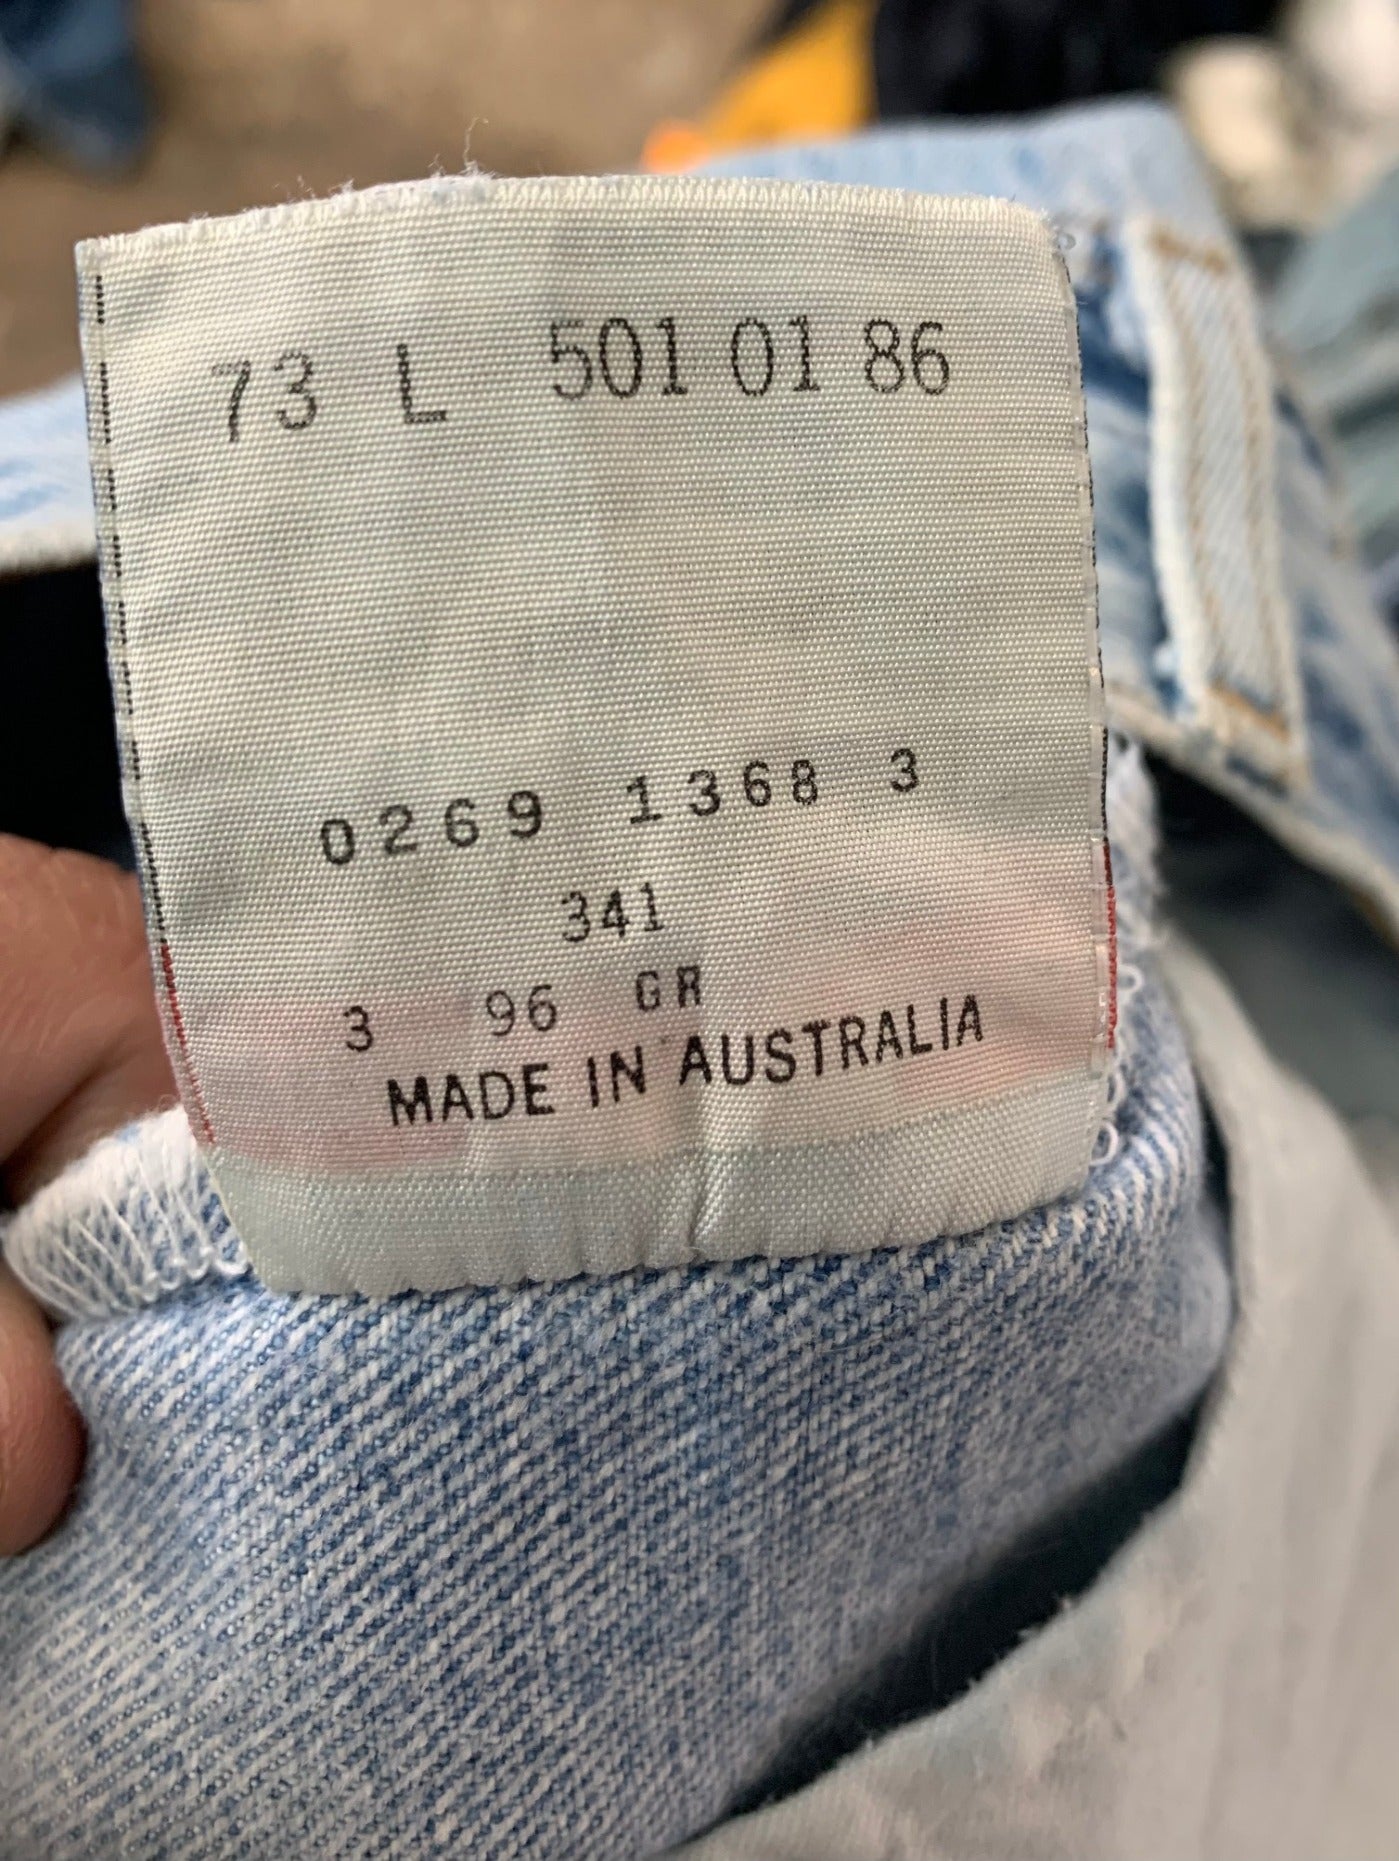 73 L 501 01 86
0269 1368 3
341
3 96 GR
MADE IN AUSTRALIA